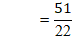 = 51/22